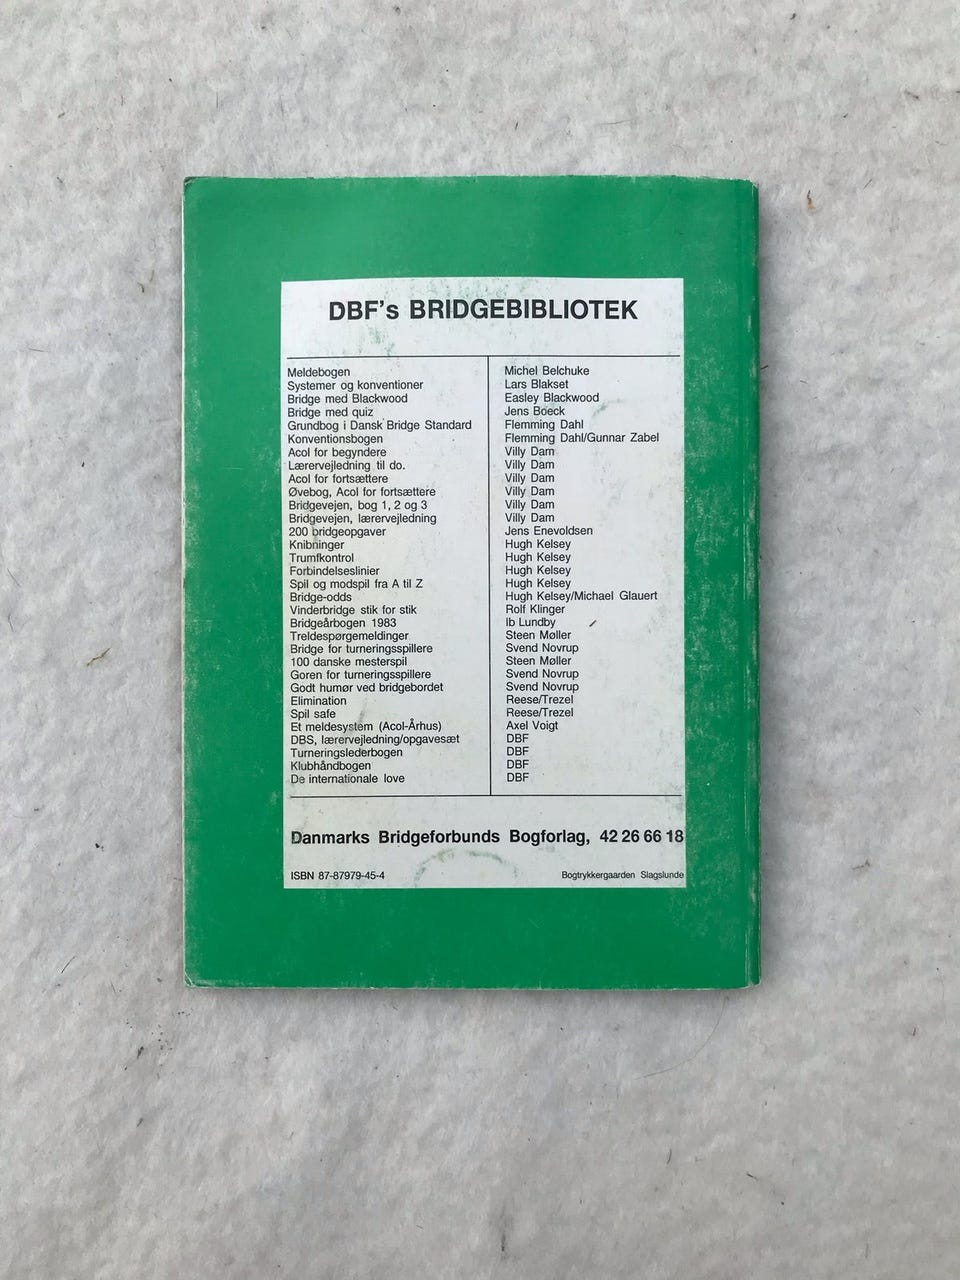 DBF's BRIDGEBIBLIOTEK
Meldebogen Michel Belchuke
Systemer og konventioner Lars Blakset
Bridge med Blackwood Easley Blackwood
Bridge med quiz Jens Boeck
Grundbog i Dansk Bridge Standard Flemming Dahl
Konventionsbogen Flemming Dahl/Gunnar Zabel
Acol for begyndere Villy Dam
Lærervejledning til do. Villy Dam
Acol for fortsættere Villy Dam
Øvebog, Acol for fortsættere Villy Dam
Bridgevejen, bog 1, 2 og 3 Villy Dam
Bridgevejen, lærervejledning Villy Dam
200 bridgeopgaver Jens Enevoldsen
Knibninger Hugh Kelsey
Trumfkontrol Hugh Kelsey
Forbindelseslinier Hugh Kelsey
Spil og modspil fra A til Z Hugh Kelsey
Bridge-odds Hugh Kelsey/Michael Glauert
Vinderbridge stik for stik Rolf Klinger
Bridgeårbogen 1983 Ib Lundby
Treldespørgemeldinger Steen Møller
Bridge for turneringsspillere Svend Novrup
100 danske mesterspil Steen Møller
Goren for turneringsspillere Svend Novrup
Godt humør ved bridgebordet Svend Novrup
Elimination Reese/Trezel
Spil safe Reese/Trezel
Et meldesystem (Acol-Århus) Axel Voigt
DBS, lærervejledning/opgavesæt DBF
Turneringslederbogen DBF
Klubhåndbogen DBF
De internationale love DBF
Danmarks Bridgeforbunds Bogforlag, 42 26 66 18
ISBN 87-87979-45-4 Bogtrykkergaarden Slagslunde